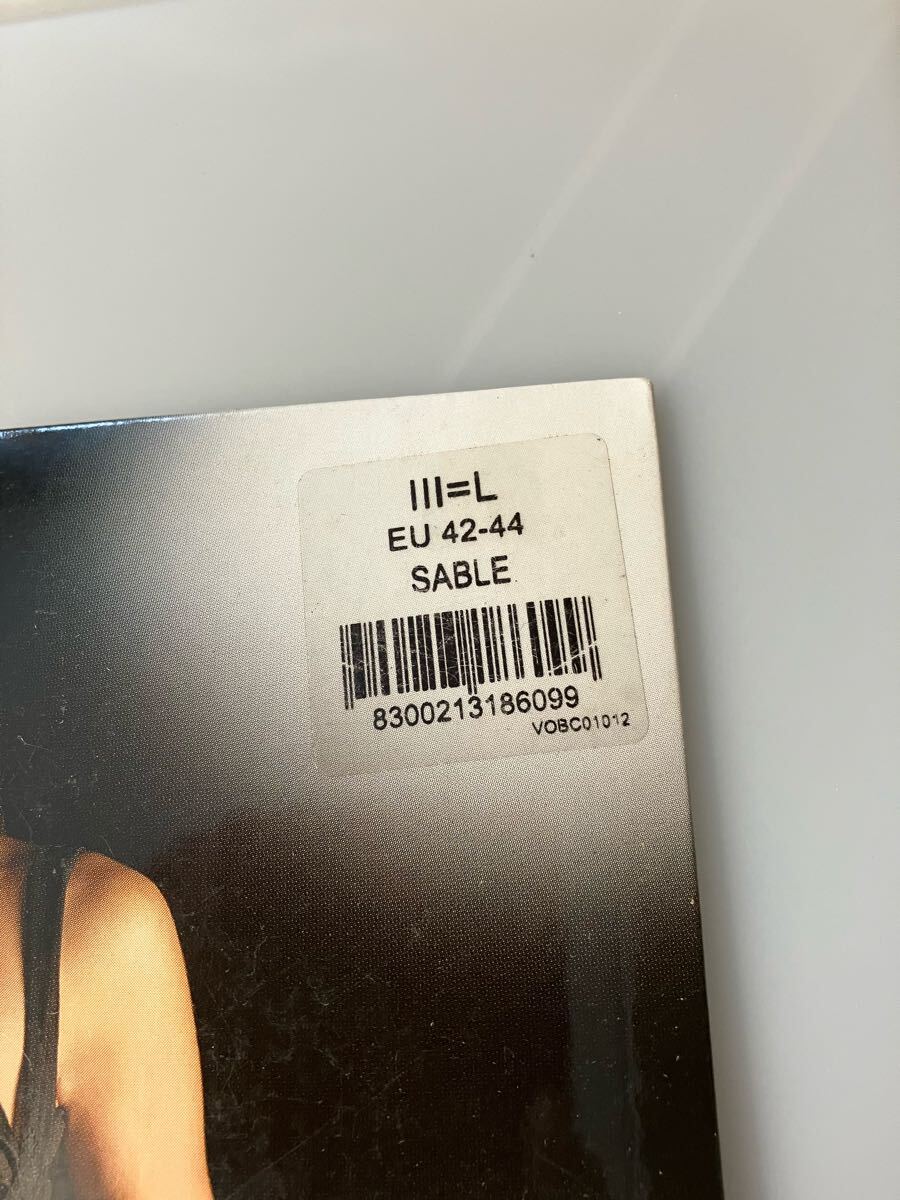 III=L
EU 42-44
SABLE
8300213186099
VOBC01012